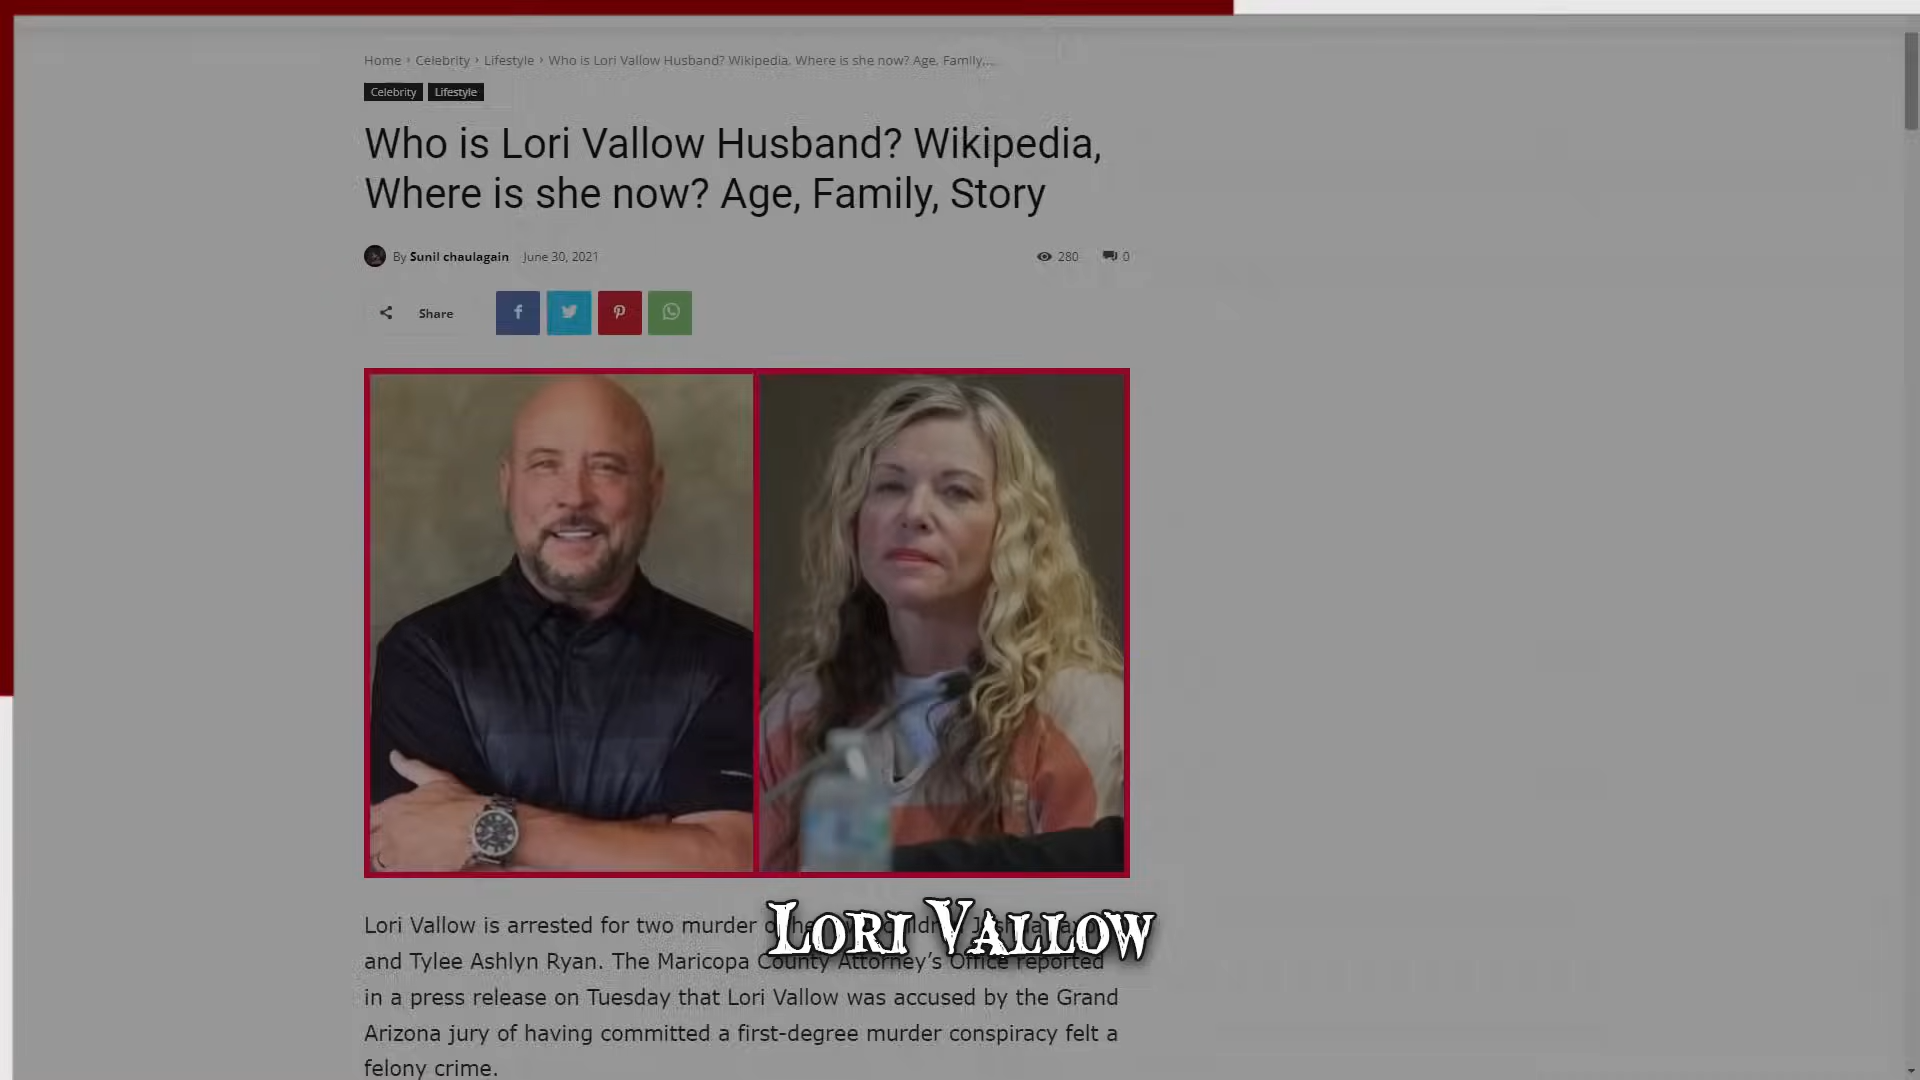 Home › Celebrity › Lifestyle › Who is Lori Vallow Husband? Wikipedia, Where is she now? Age, Family,...
Celebrity Lifestyle
Who is Lori Vallow Husband? Wikipedia,
Where is she now? Age, Family, Story
By Sunil chaulagain June 30, 2021 280 0
Share
Lori Vallow is arrested for two murder
Lori Vallow
and Tylee Ashlyn Ryan. The Maricopa County Attorney’s Office reported
in a press release on Tuesday that Lori Vallow was accused by the Grand
Arizona jury of having committed a first-degree murder conspiracy felt a
felony crime.